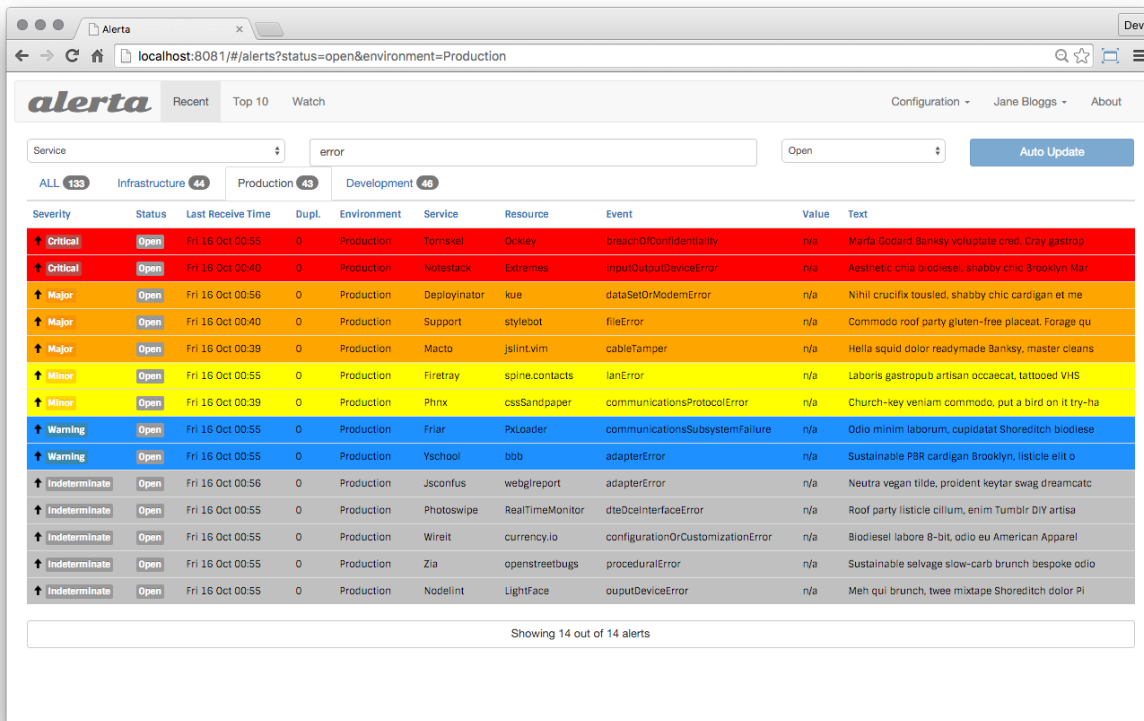 Alerta
Dev
localhost:8081/#/alerts?status=open&environment=Production
alerta Recent Top 10 Watch Configuration Jane Bloggs About
Service error Open Auto Update
ALL 133 Infrastructure 44 Production 43 Development 46
Severity Status Last Receive Time Dupl. Environment Service Resource Event Value Text
Critical Open Fri 16 Oct 00:55 0 Production Tornskel Ockley breachOfConfidentiality n/a Marfa Godard Banksy voluptate cred. Cray gastrop
Critical Open Fri 16 Oct 00:40 0 Production Notestack Extremes inputOutputDeviceError n/a Aesthetic chia biodiesel, shabby chic Brooklyn Mar
Major Open Fri 16 Oct 00:56 0 Production Deployinator kue dataSetOrModemError n/a Nihil crucifix tousled, shabby chic cardigan et me
Major Open Fri 16 Oct 00:40 0 Production Support stylebot fileError n/a Commodo roof party gluten-free placeat. Forage qu
Major Open Fri 16 Oct 00:39 0 Production Macto jslint.vim cableTamper n/a Hella squid dolor readymade Banksy, master cleans
Minor Open Fri 16 Oct 00:55 0 Production Firetray spine.contacts lanError n/a Laboris gastropub artisan occaecat, tattooed VHS
Minor Open Fri 16 Oct 00:39 0 Production Phnx cssSandpaper communicationsProtocolError n/a Church-key veniam commodo, put a bird on it try-ha
Warning Open Fri 16 Oct 00:55 0 Production Friar PxLoader communicationsSubsystemFailure n/a Odio minim laborum, cupidatat Shoreditch biodiese
Warning Open Fri 16 Oct 00:55 0 Production Yschool bbb adapterError n/a Sustainable PBR cardigan Brooklyn, listicle elit o
Indeterminate Open Fri 16 Oct 00:56 0 Production Jsconfus webglreport adapterError n/a Neutra vegan tilde, proident keytar swag dreamcatc
Indeterminate Open Fri 16 Oct 00:55 0 Production Photoswipe RealTimeMonitor dteDceInterfaceError n/a Roof party listicle cillum, enim Tumblr DIY artisa
Indeterminate Open Fri 16 Oct 00:55 0 Production Wireit currency.io configurationOrCustomizationError n/a Biodiesel labore 8-bit, odio eu American Apparel
Indeterminate Open Fri 16 Oct 00:55 0 Production Zia openstreetbugs proceduralError n/a Sustainable selvage slow-carb brunch bespoke odio
Indeterminate Open Fri 16 Oct 00:55 0 Production Nodelint LightFace ouputDeviceError n/a Meh qui brunch, twee mixtape Shoreditch dolor Pi
Showing 14 out of 14 alerts